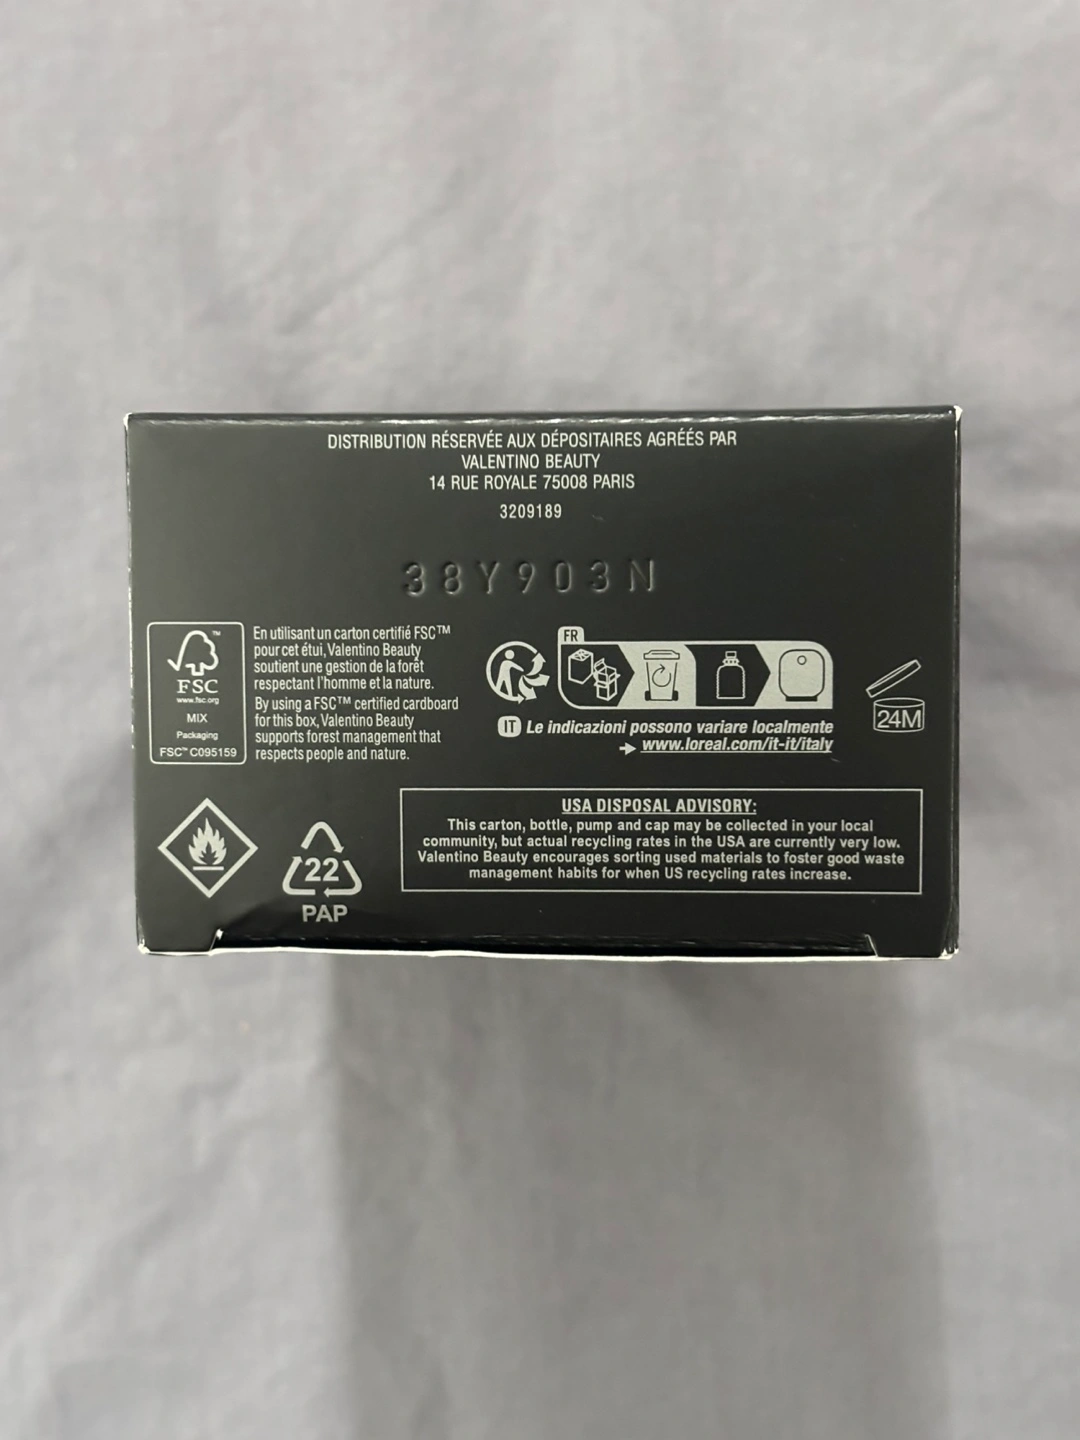 DISTRIBUTION RÉSERVÉE AUX DÉPOSITAIRES AGRÉÉS PAR
VALENTINO BEAUTY
14 RUE ROYALE 75008 PARIS
3209189
38Y903N
FSC
www.fsc.org
MIX
Packaging
FSC™ C095159
En utilisant un carton certifié FSC™
pour cet étui, Valentino Beauty
soutient une gestion de la forêt
respectant l'homme et la nature.
By using a FSC™ certified cardboard
for this box, Valentino Beauty
supports forest management that
respects people and nature.
FR
IT Le indicazioni possono variare localmente
www.loreal.com/it-it/italy
24M
22
PAP
USA DISPOSAL ADVISORY:
This carton, bottle, pump and cap may be collected in your local
community, but actual recycling rates in the USA are currently very low.
Valentino Beauty encourages sorting used materials to foster good waste
management habits for when US recycling rates increase.